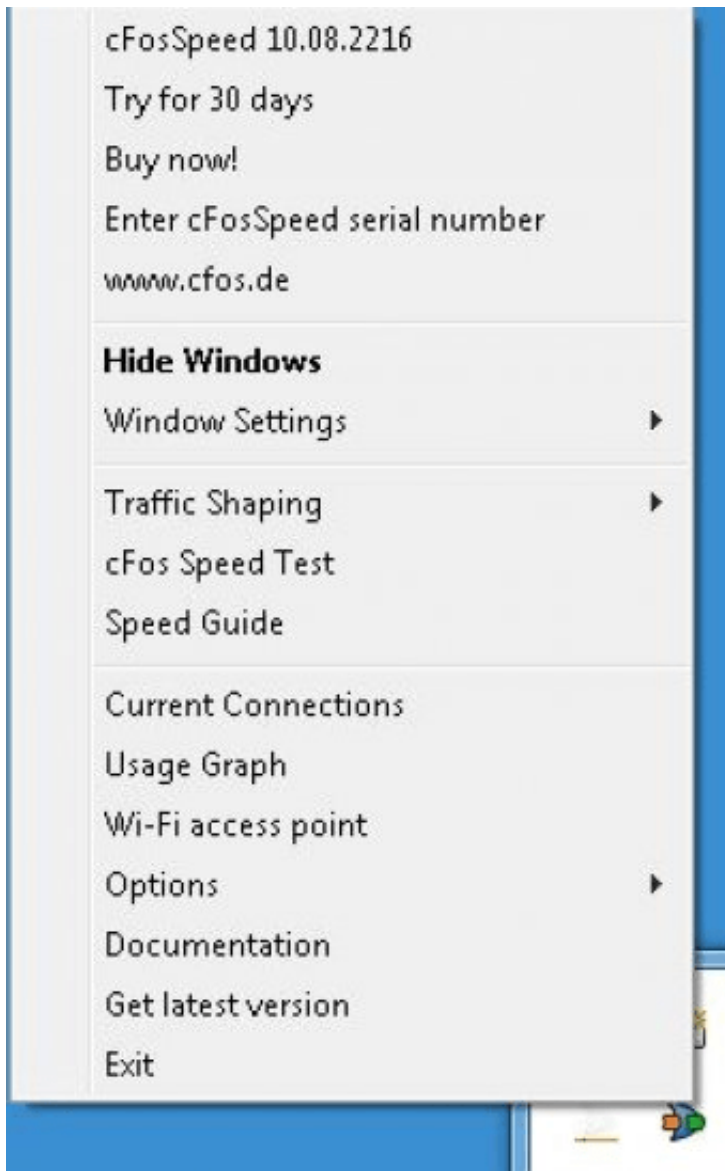 cFosSpeed 10.08.2216
Try for 30 days
Buy now!
Enter cFosSpeed serial number
www.cfos.de
Hide Windows
Window Settings
Traffic Shaping
cFos Speed Test
Speed Guide
Current Connections
Usage Graph
Wi-Fi access point
Options
Documentation
Get latest version
Exit